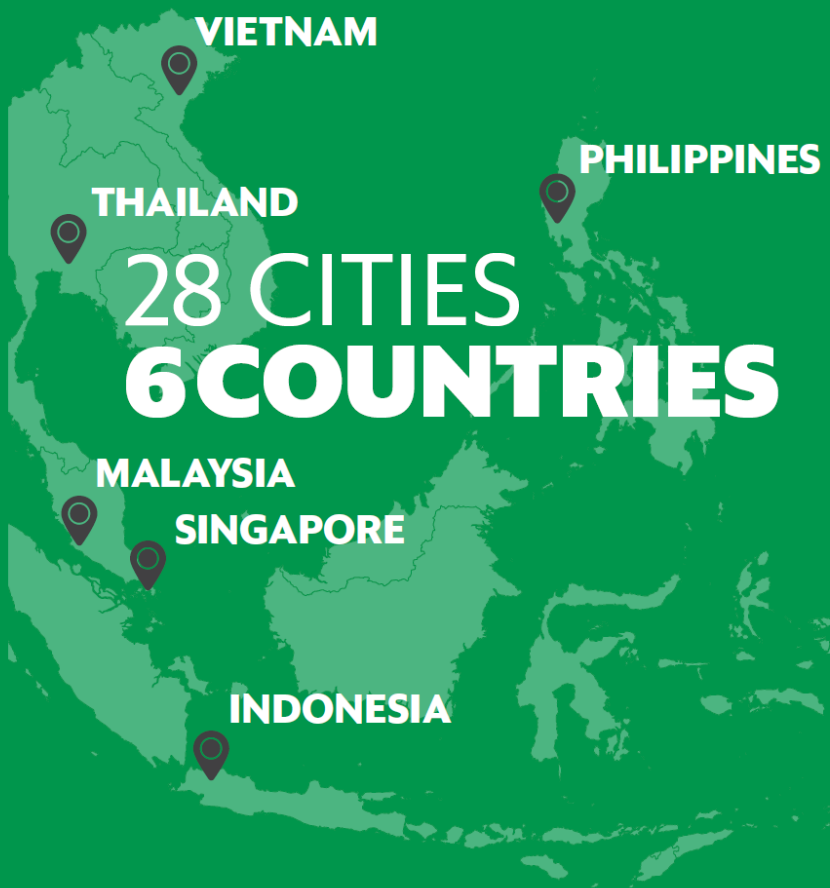 VIETNAM
PHILIPPINES
THAILAND
28 CITIES
6 COUNTRIES
MALAYSIA
SINGAPORE
INDONESIA